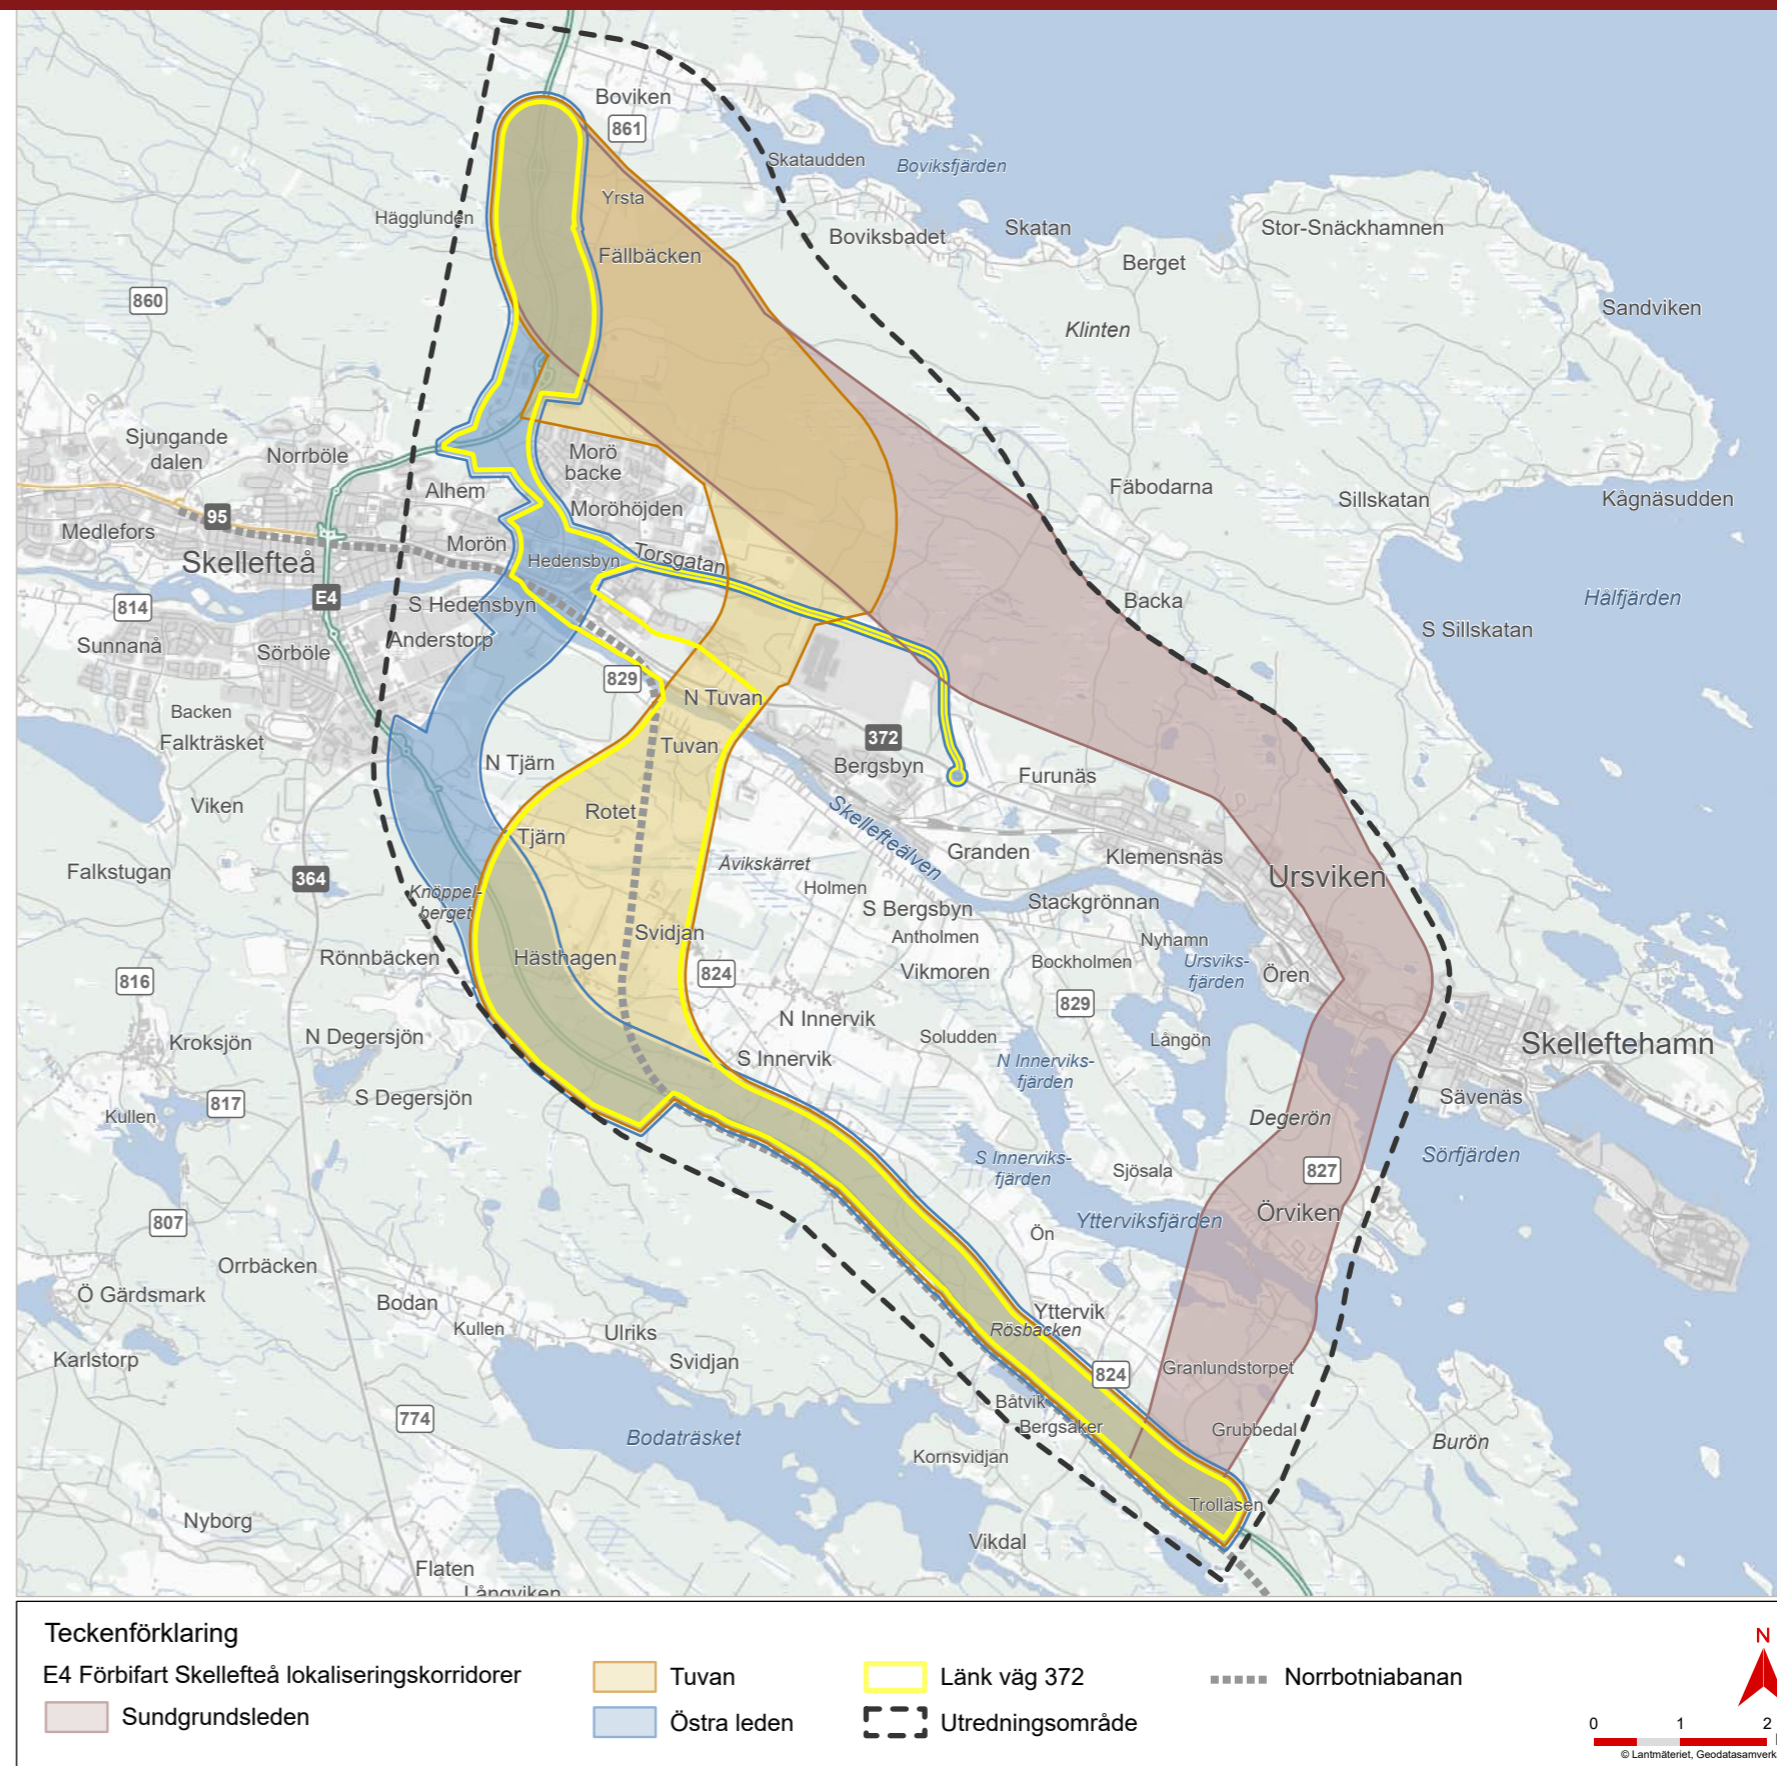 Boviken
861
Skataudden
Boviksfjärden
Yrsta
Hägglunden
Boviksbadet
Skatan
Stor-Snäckhamnen
Fällbäcken
Berget
860
Sandviken
Klinten
Sjungande
dalen
Norrböle
Morö
backe
Alhem
Fäbodarna
Sillskatan
Kågnäsudden
95
Moröhöjden
Medlefors
Morön
Skellefteå
Hedensbyn
Torsgatan
E4
814
S Hedensbyn
Backa
Hålfjärden
Sunnanå
Sörböle
Anderstorp
S Sillskatan
829
N Tuvan
Backen
Falkträsket
Tuvan
372
N Tjärn
Bergsbyn
Furunäs
Viken
Rotet
Tjärn
Skellefteälven
Granden
Klemensnäs
Falkstugan
364
Åvikskärret
Ursviken
Knöppel-
berget
Holmen
S Bergsbyn
Stackgrönnan
Svidjan
Antholmen
Nyhamn
Rönnbäcken
Hästhagen
Vikmoren
Bockholmen
Ursviks-
fjärden
Ören
816
824
829
N Innervik
Kroksjön
N Degersjön
Soludden
Långön
Skelleftehamn
S Innervik
N Innerviks-
fjärden
817
S Degersjön
Sävenäs
Kullen
Degerön
S Innerviks-
fjärden
Sjösala
827
Sörfjärden
807
Ytterviksfjärden
Örviken
Ön
Orrbäcken
Ö Gärdsmark
Bodan
Yttervik
Kullen
Ulriks
Rösbäcken
Karlstorp
Svidjan
824
Granlundstorpet
Båtvik
774
Bodaträsket
Bergsåker
Grubbedal
Burön
Kornsvidjan
Trollåsen
Nyborg
Vikdal
Flaten
Långviken
Teckenförklaring
E4 Förbifart Skellefteå lokaliseringskorridorer
Sundgrundsleden
Tuvan
Östra leden
Länk väg 372
Utredningsområde
Norrbotniabanan
N
0 1 2
© Lantmäteriet, Geodatasamverk